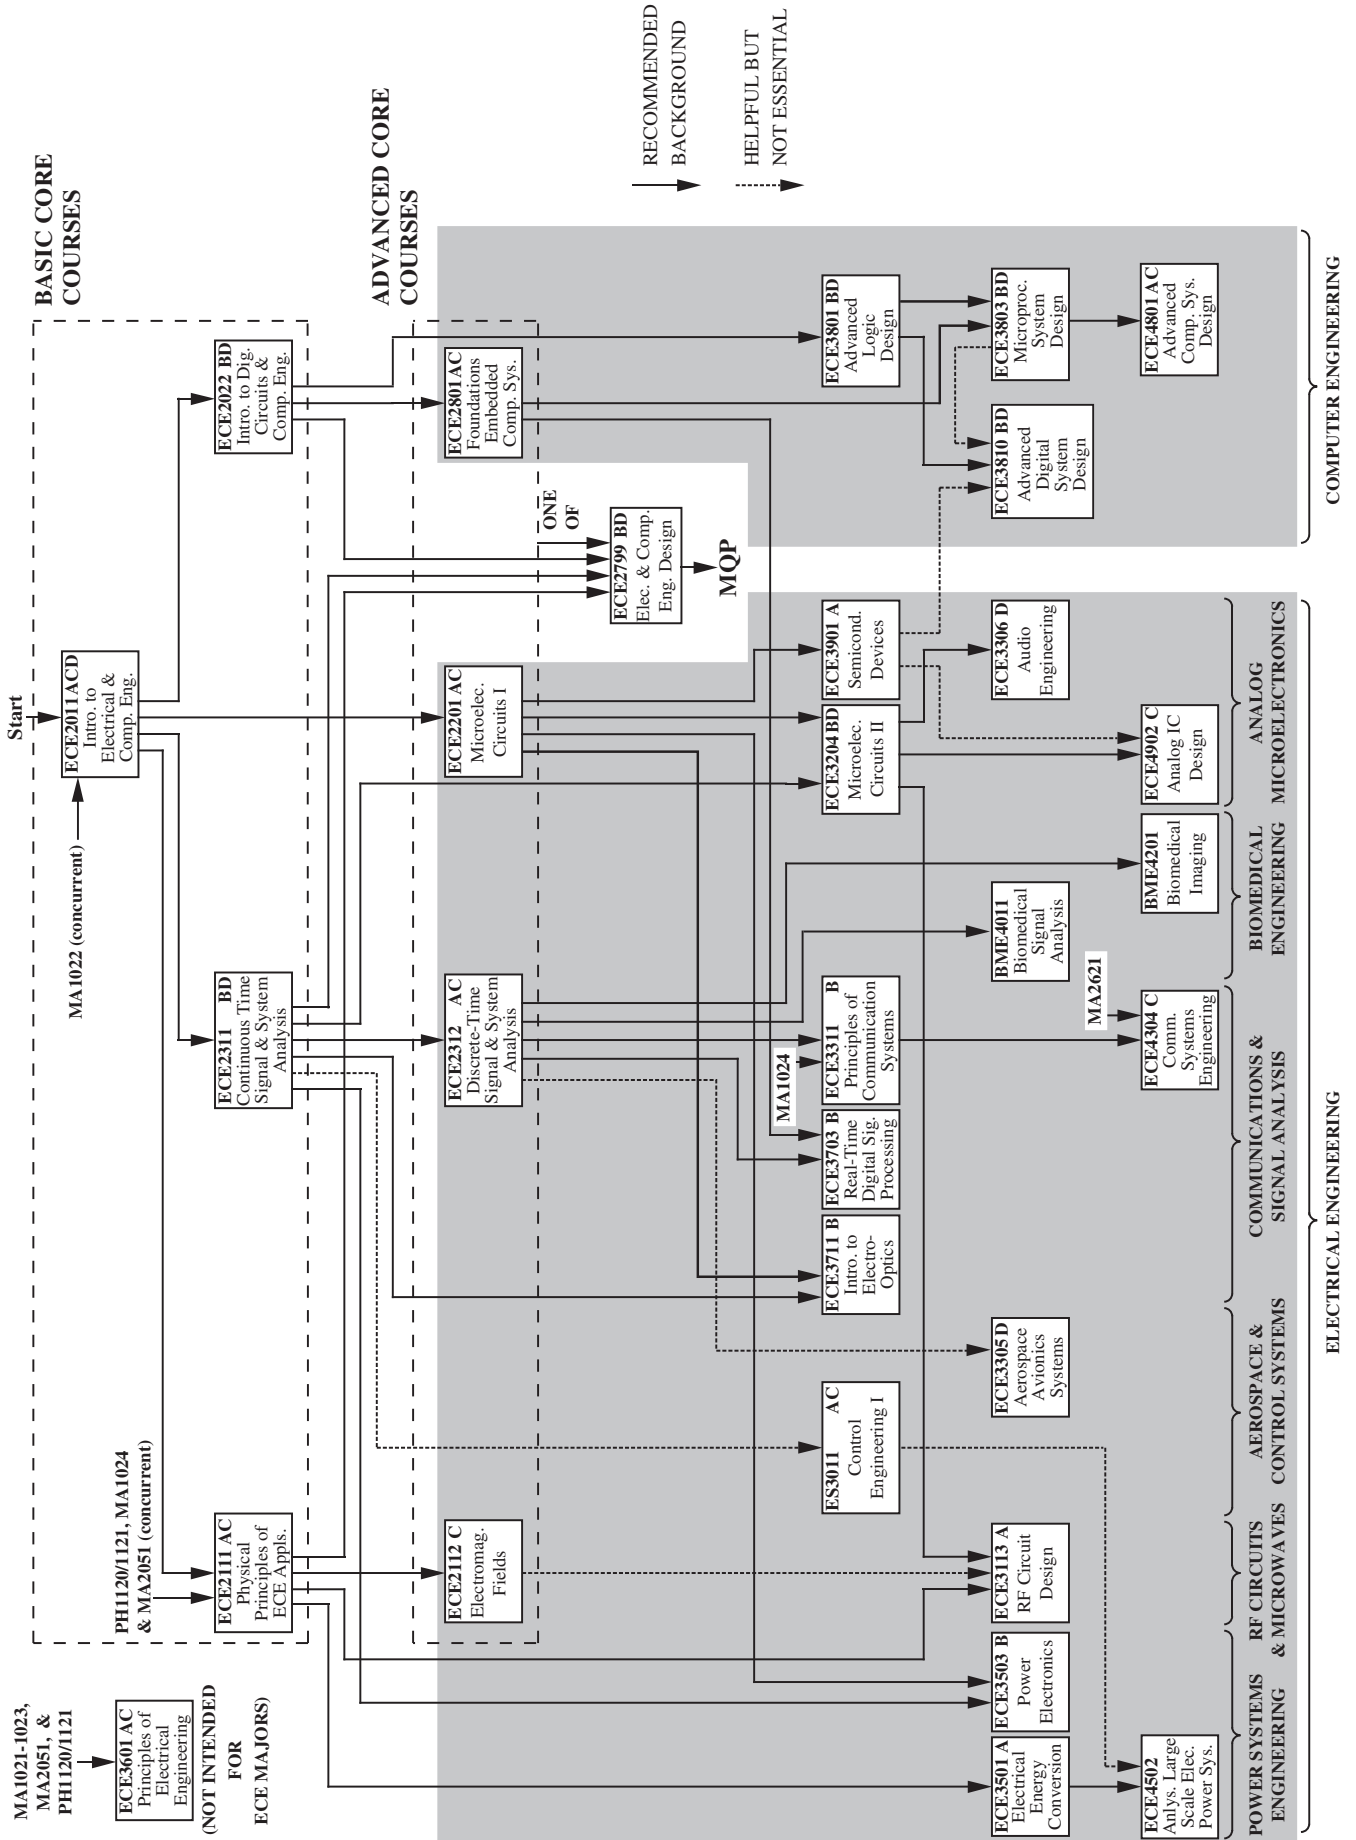 MA1021-1023,
MA2051, &
PH1120/1121
ECE3601 AC
Principles of
Electrical
Engineering
(NOT INTENDED
FOR
ECE MAJORS)
PH1120/1121, MA1024
& MA2051 (concurrent)
MA1022 (concurrent)
Start
BASIC CORE
COURSES
ECE2011 ACD
Intro. to
Electrical &
Comp. Eng.
ECE2111 AC
Physical
Principles of
ECE Appls.
ECE2311 BD
Continuous Time
Signal & System
Analysis
ECE2022 BD
Intro. to Dig.
Circuits &
Comp. Eng.
ADVANCED CORE
COURSES
ECE2112 C
Electromag.
Fields
ECE2312 AC
Discrete-Time
Signal & System
Analysis
ECE2201 AC
Microelec.
Circuits I
ECE2801 AC
Foundations
Embedded
Comp. Sys.
ONE
OF
ECE2799 BD
Elec. & Comp.
Eng. Design
MQP
RECOMMENDED
BACKGROUND
HELPFUL BUT
NOT ESSENTIAL
MA1024
ES3011 AC
Control
Engineering I
ECE3711 B
Intro. to
Electro-
Optics
ECE3703 B
Real-Time
Digital Sig.
Processing
ECE3311 B
Principles of
Communication
Systems
ECE3204 BD
Microelec.
Circuits II
ECE3901 A
Semicond.
Devices
ECE3801 BD
Advanced
Logic
Design
ECE3501 A
Electrical
Energy
Conversion
ECE3503 B
Power
Electronics
ECE3113 A
RF Circuit
Design
ECE3305 D
Aerospace
Avionics
Systems
BME4011
Biomedical
Signal
Analysis
ECE3906 D
Audio
Engineering
ECE3810 BD
Advanced
Digital
System
Design
ECE3803 BD
Microproc.
System
Design
MA2621
ECE4502
Anlys. Large
Scale Elec.
Power Sys.
ECE4304 C
Comm.
Systems
Engineering
BME4201
Biomedical
Imaging
ECE4902 C
Analog IC
Design
ECE4801 AC
Advanced
Comp. Sys.
Design
POWER SYSTEMS
ENGINEERING
RF CIRCUITS
& MICROWAVES
AEROSPACE &
CONTROL SYSTEMS
COMMUNICATIONS &
SIGNAL ANALYSIS
BIOMEDICAL
ENGINEERING
ANALOG
MICROELECTRONICS
ELECTRICAL ENGINEERING
COMPUTER ENGINEERING